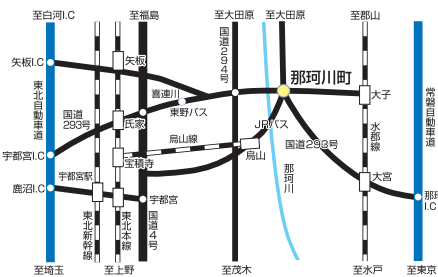 至白河I.C
至福島
至大田原
至大田原
至郡山
矢板I.C
矢板
国道294号
喜連川
東野バス
那珂川町
大子
東北自動車道
国道
293号
氏家
JRバス
常磐自動車道
水郡線
宇都宮I.C
宝積寺
烏山線
烏山
国道293号
宇都宮駅
鹿沼I.C
宇都宮
那珂川
大宮
那珂
I.C
東北新幹線
東北本線
国道4号
至埼玉
至上野
至茂木
至水戸
至東京